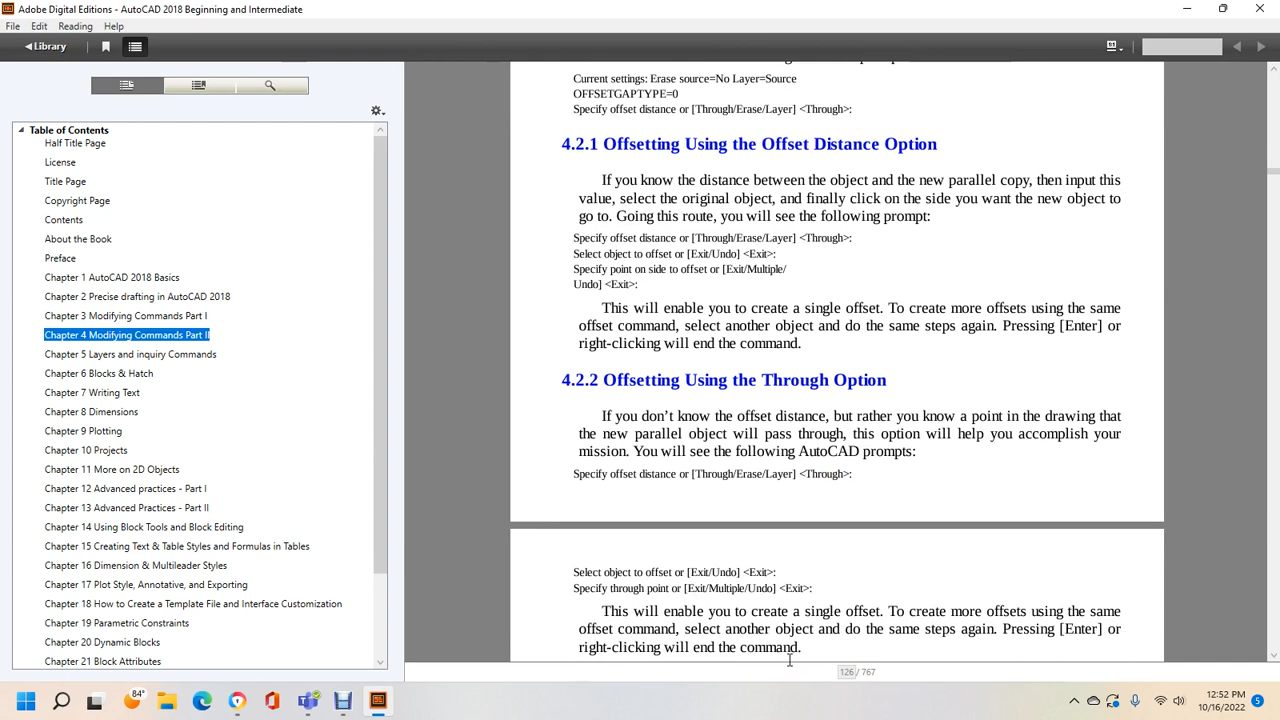 Adobe Digital Editions - AutoCAD 2018 Beginning and Intermediate
File Edit Reading Help
Library
Table of Contents
Half Title Page
License
Title Page
Copyright Page
Contents
About the Book
Preface
Chapter 1 AutoCAD 2018 Basics
Chapter 2 Precise drafting in AutoCAD 2018
Chapter 3 Modifying Commands Part I
Chapter 4 Modifying Commands Part II
Chapter 5 Layers and inquiry Commands
Chapter 6 Blocks & Hatch
Chapter 7 Writing Text
Chapter 8 Dimensions
Chapter 9 Plotting
Chapter 10 Projects
Chapter 11 More on 2D Objects
Chapter 12 Advanced practices - Part I
Chapter 13 Advanced Practices - Part II
Chapter 14 Using Block Tools and Block Editing
Chapter 15 Creating Text & Table Styles and Formulas in Tables
Chapter 16 Dimension & Multileader Styles
Chapter 17 Plot Style, Annotative, and Exporting
Chapter 18 How to Create a Template File and Interface Customization
Chapter 19 Parametric Constraints
Chapter 20 Dynamic Blocks
Chapter 21 Block Attributes
Current settings: Erase source=No Layer=Source
OFFSETGAPTYPE=0
Specify offset distance or [Through/Erase/Layer] <Through>:
4.2.1 Offsetting Using the Offset Distance Option
If you know the distance between the object and the new parallel copy, then input this
value, select the original object, and finally click on the side you want the new object to
go to. Going this route, you will see the following prompt:
Specify offset distance or [Through/Erase/Layer] <Through>:
Select object to offset or [Exit/Undo] <Exit>:
Specify point on side to offset or [Exit/Multiple/
Undo] <Exit>:
This will enable you to create a single offset. To create more offsets using the same
offset command, select another object and do the same steps again. Pressing [Enter] or
right-clicking will end the command.
4.2.2 Offsetting Using the Through Option
If you don't know the offset distance, but rather you know a point in the drawing that
the new parallel object will pass through, this option will help you accomplish your
mission. You will see the following AutoCAD prompts:
Specify offset distance or [Through/Erase/Layer] <Through>:
Select object to offset or [Exit/Undo] <Exit>:
Specify through point or [Exit/Multiple/Undo] <Exit>:
This will enable you to create a single offset. To create more offsets using the same
offset command, select another object and do the same steps again. Pressing [Enter] or
right-clicking will end the command.
126 / 767
84°
12:52 PM
10/16/2022
5